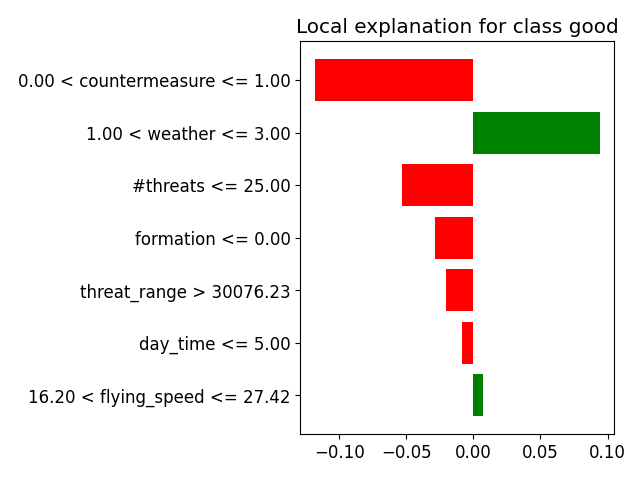 Local explanation for class good
0.00 < countermeasure <= 1.00
1.00 < weather <= 3.00
#threats <= 25.00
formation <= 0.00
threat_range > 30076.23
day_time <= 5.00
16.20 < flying_speed <= 27.42
−0.10 −0.05 0.00 0.05 0.10